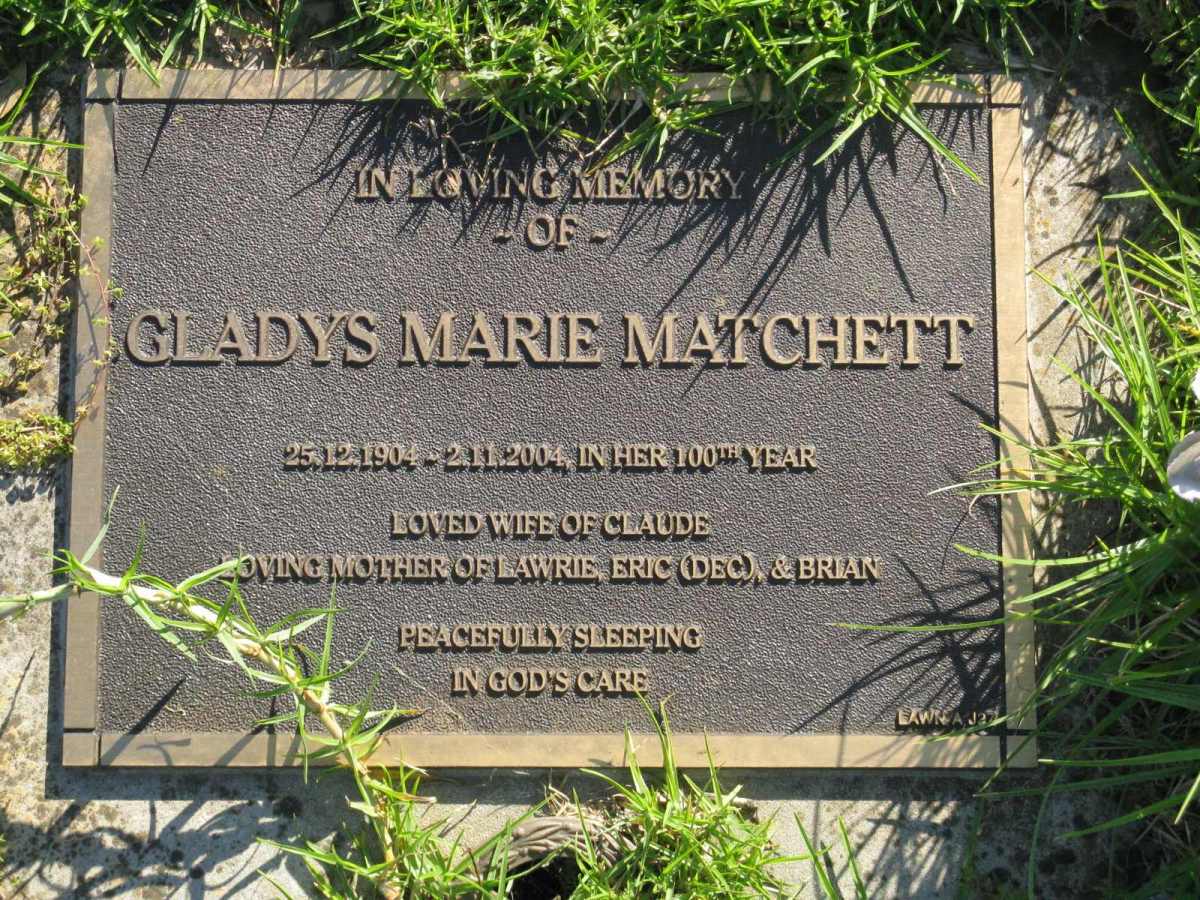 IN LOVING MEMORY
~ OF ~
GLADYS MARIE MATCHETT
25.12.1904 ~ 2.11.2004, IN HER 100TH YEAR
LOVED WIFE OF CLAUDE
LOVING MOTHER OF LAWRIE, ERIC (DEC), & BRIAN
PEACEFULLY SLEEPING
IN GOD'S CARE
LAWN A